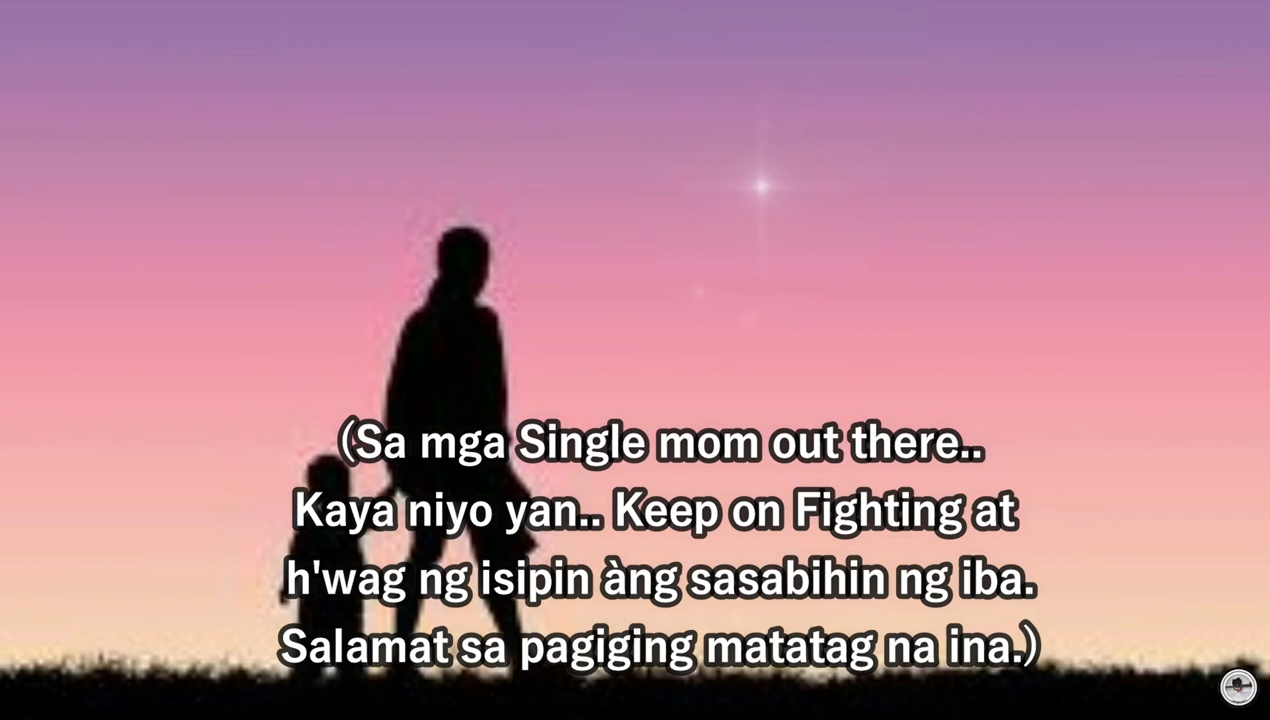 (Sa mga Single mom out there..
Kaya niyo yan.. Keep on Fighting at
h'wag ng isipin àng sasabihin ng iba.
Salamat sa pagiging matatag na ina.)